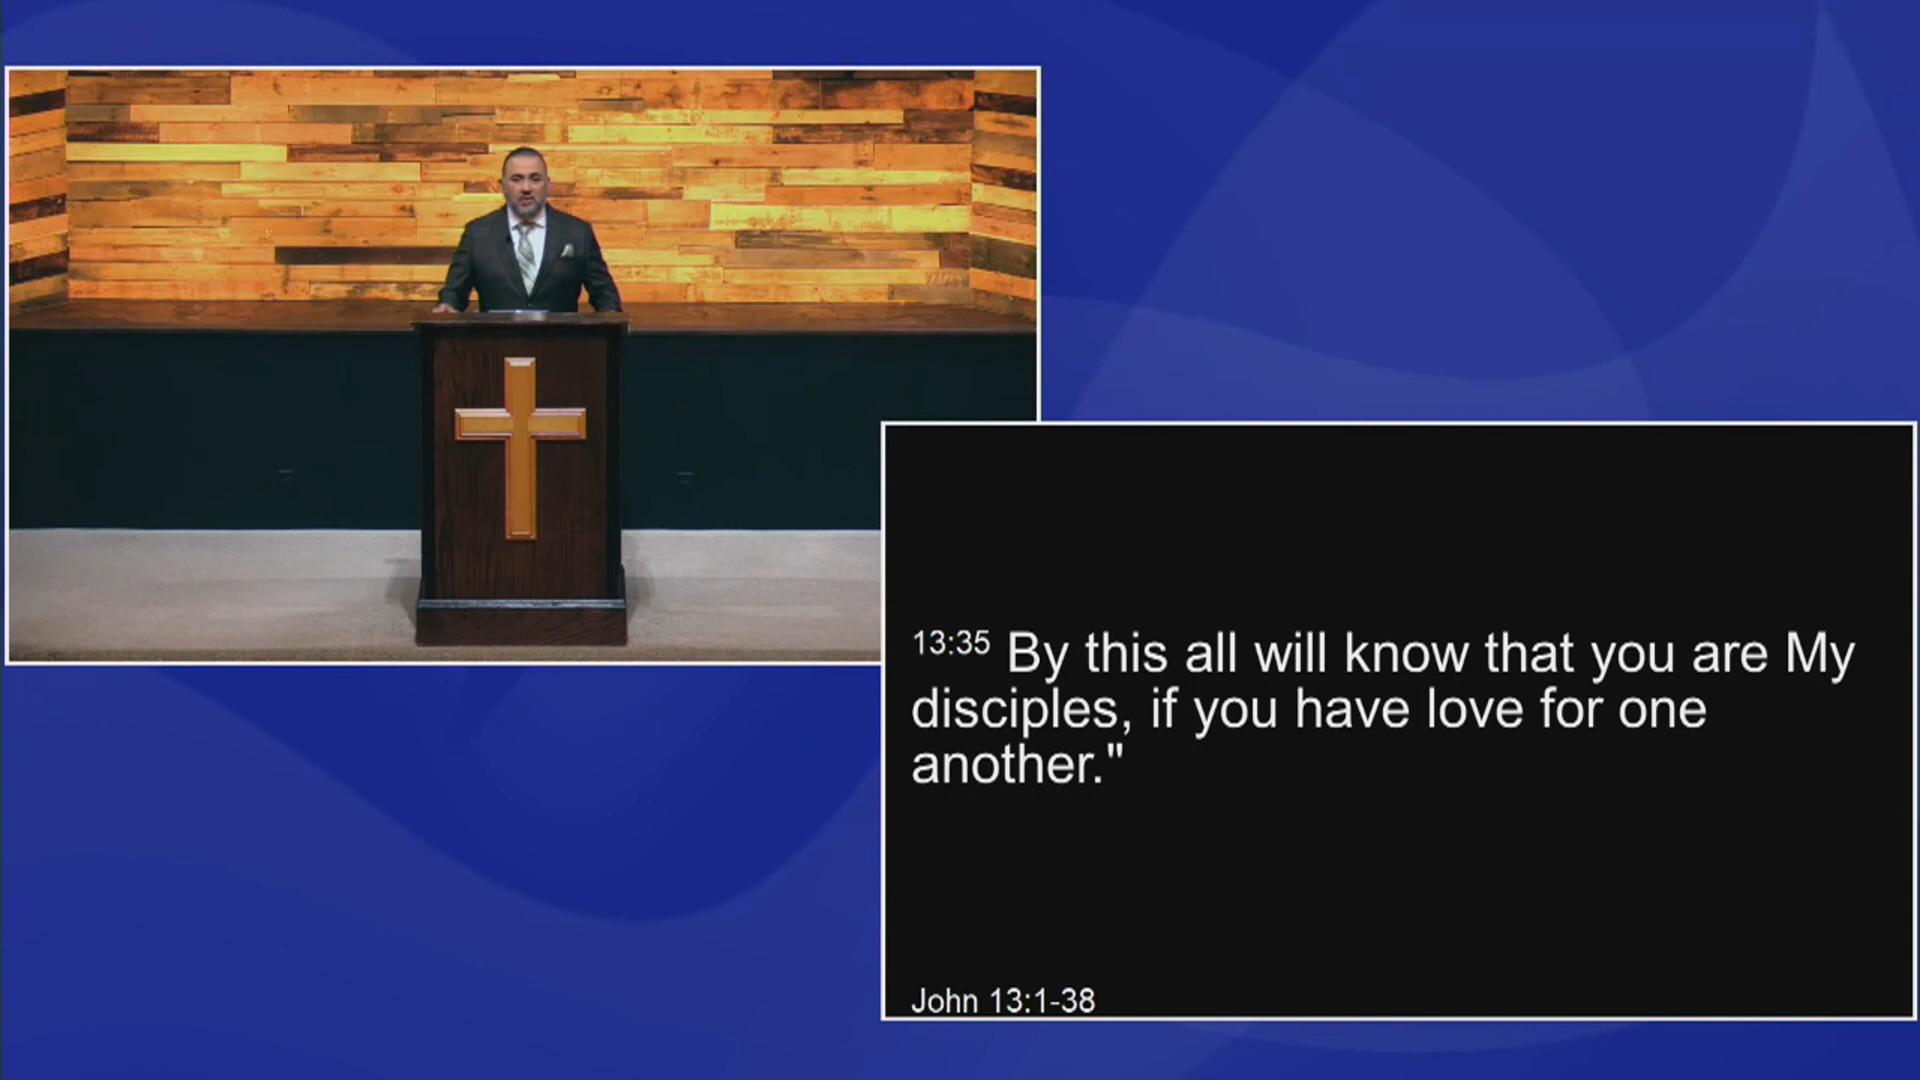 13:35 By this all will know that you are My
disciples, if you have love for one
another."
John 13:1-38